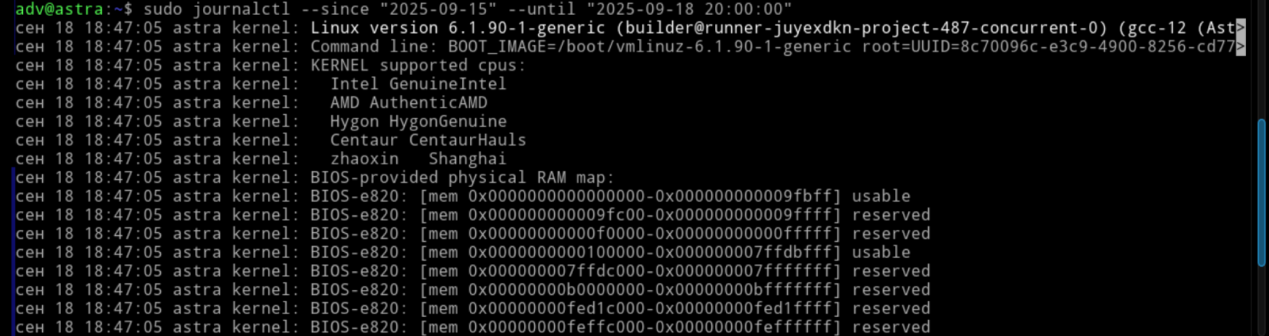 adv@astra:~$ sudo journalctl --since "2025-09-15" --until "2025-09-18 20:00:00"
сен 18 18:47:05 astra kernel: Linux version 6.1.90-1-generic (builder@runner-juyexdkn-project-487-concurrent-0) (gcc-12 (Ast>
сен 18 18:47:05 astra kernel: Command line: BOOT_IMAGE=/boot/vmlinuz-6.1.90-1-generic root=UUID=8c70096c-e3c9-4900-8256-cd77>
сен 18 18:47:05 astra kernel: KERNEL supported cpus:
сен 18 18:47:05 astra kernel:   Intel GenuineIntel
сен 18 18:47:05 astra kernel:   AMD AuthenticAMD
сен 18 18:47:05 astra kernel:   Hygon HygonGenuine
сен 18 18:47:05 astra kernel:   Centaur CentaurHauls
сен 18 18:47:05 astra kernel:   zhaoxin   Shanghai
сен 18 18:47:05 astra kernel: BIOS-provided physical RAM map:
сен 18 18:47:05 astra kernel: BIOS-e820: [mem 0x0000000000000000-0x000000000009fbff] usable
сен 18 18:47:05 astra kernel: BIOS-e820: [mem 0x000000000009fc00-0x000000000009ffff] reserved
сен 18 18:47:05 astra kernel: BIOS-e820: [mem 0x00000000000f0000-0x00000000000fffff] reserved
сен 18 18:47:05 astra kernel: BIOS-e820: [mem 0x0000000000100000-0x000000007ffdbfff] usable
сен 18 18:47:05 astra kernel: BIOS-e820: [mem 0x000000007ffdc000-0x000000007fffffff] reserved
сен 18 18:47:05 astra kernel: BIOS-e820: [mem 0x00000000b0000000-0x00000000bfffffff] reserved
сен 18 18:47:05 astra kernel: BIOS-e820: [mem 0x00000000fed1c000-0x00000000fed1ffff] reserved
сен 18 18:47:05 astra kernel: BIOS-e820: [mem 0x00000000feffc000-0x00000000feffffff] reserved